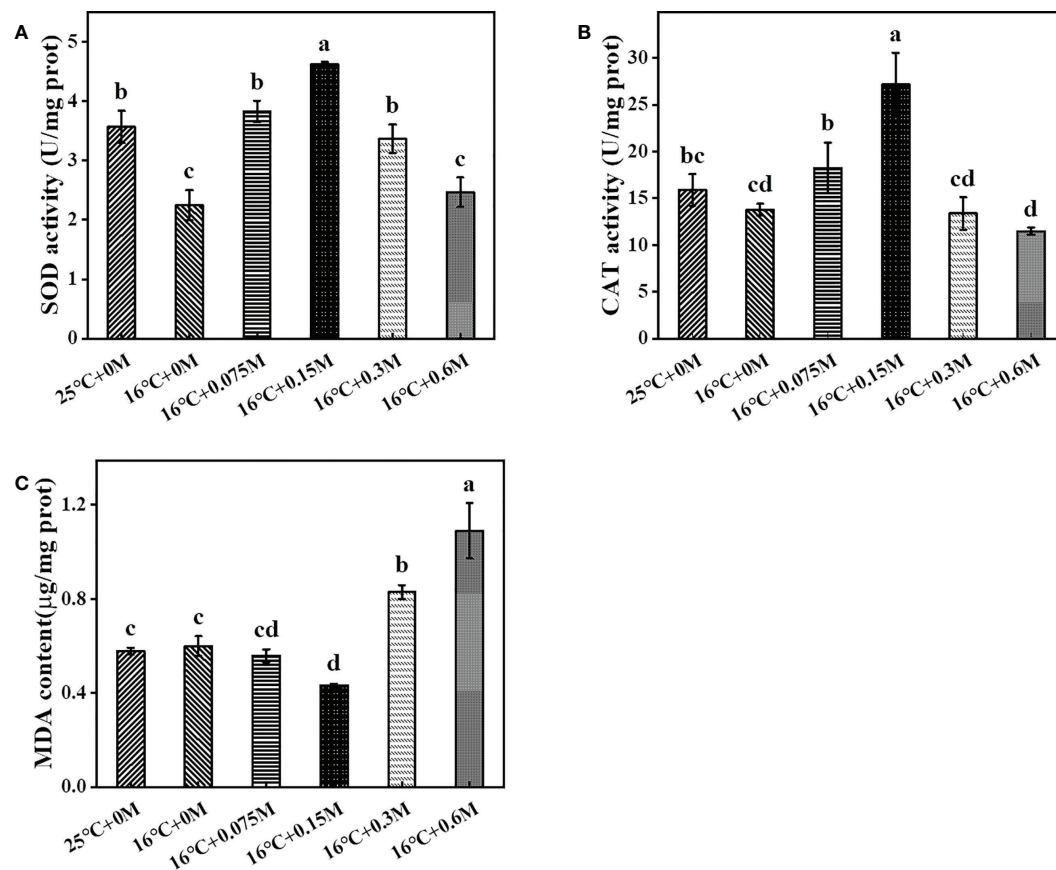 A
SOD activity (U/mg prot)
5
4
3
2
1
0
b
c
b
a
b
c
25°C+0M
16°C+0M
16°C+0.075M
16°C+0.15M
16°C+0.3M
16°C+0.6M
B
CAT activity (U/mg prot)
30
25
20
15
10
5
0
bc
cd
b
a
cd
d
25°C+0M
16°C+0M
16°C+0.075M
16°C+0.15M
16°C+0.3M
16°C+0.6M
C
MDA content(μg/mg prot)
1.2
0.8
0.4
0.0
c
c
cd
d
b
a
25°C+0M
16°C+0M
16°C+0.075M
16°C+0.15M
16°C+0.3M
16°C+0.6M